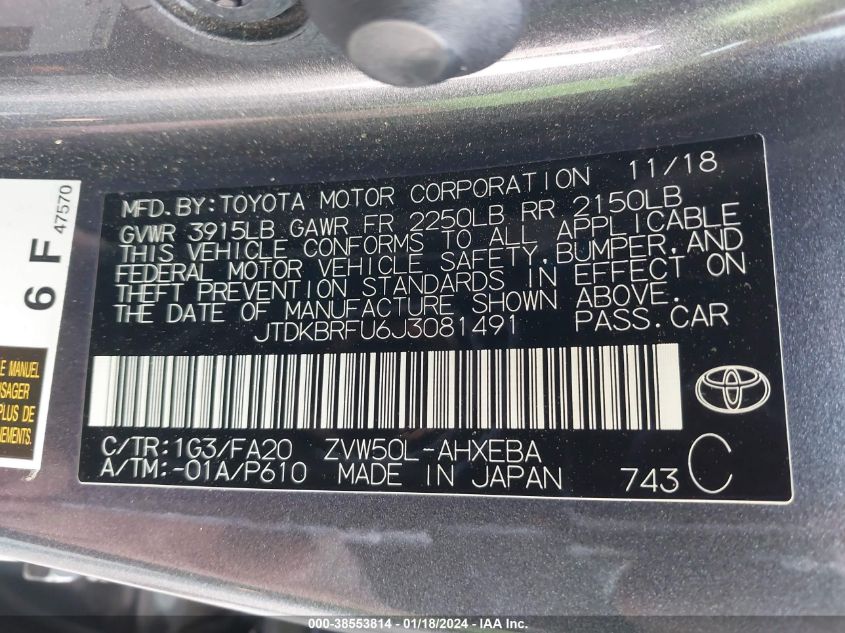 6 F
47570
LE MANUEL
USAGER
PLUS DE
NEMENTS.
MFD.BY:TOYOTA MOTOR CORPORATION 11/18
GVWR 3915LB GAWR FR 2250LB RR 2150LB
THIS VEHICLE CONFORMS TO ALL APPLICABLE
FEDERAL MOTOR VEHICLE SAFETY,BUMPER,AND
THEFT PREVENTION STANDARDS IN EFFECT ON
THE DATE OF MANUFACTURE SHOWN ABOVE.
JTDKBRFU6J3081491 PASS.CAR
C/TR:1G3/FA20 ZVW50L-AHXEBA
A/TM:-01A/P610 MADE IN JAPAN 743 C
000-38553814 - 01/18/2024 - IAA Inc.